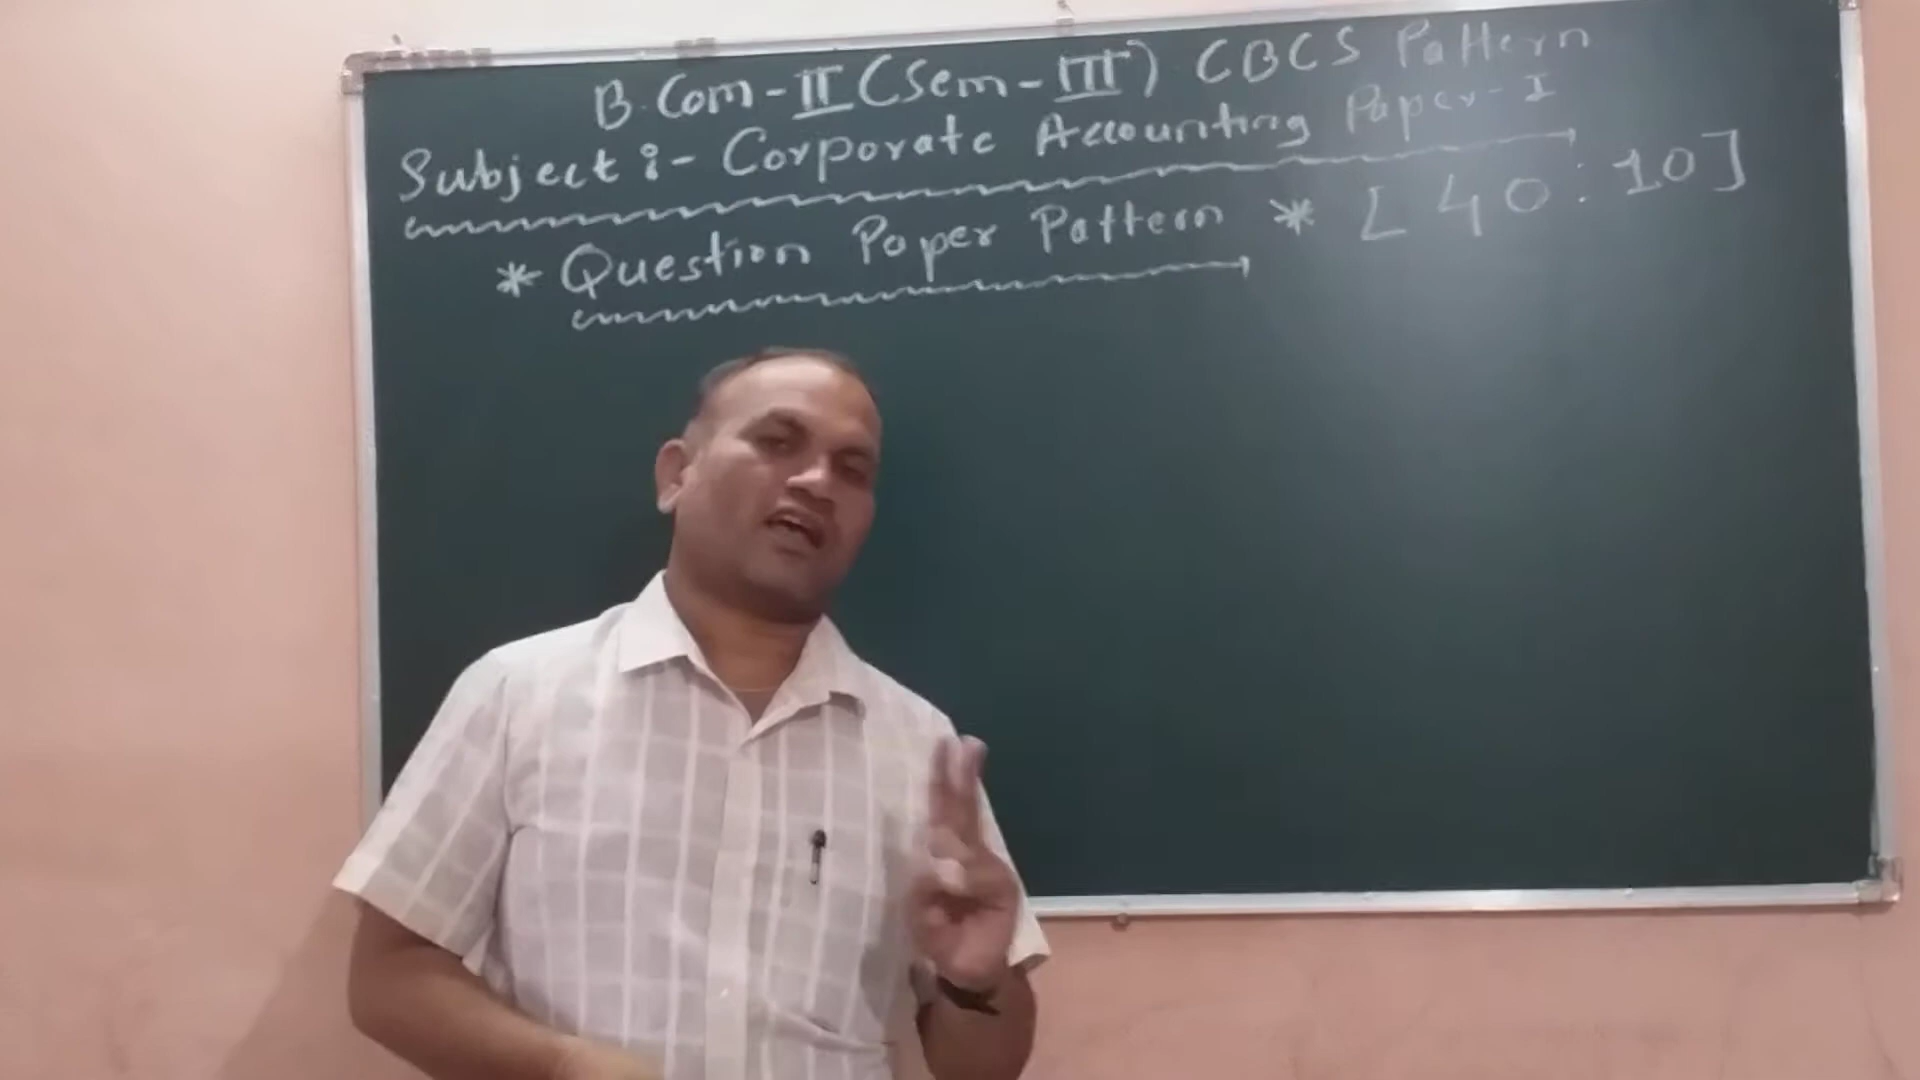 B.Com-II (Sem-III) CBCS Pattern
Subject :- Corporate Accounting Paper-I
* Question Paper Pattern * [40:10]